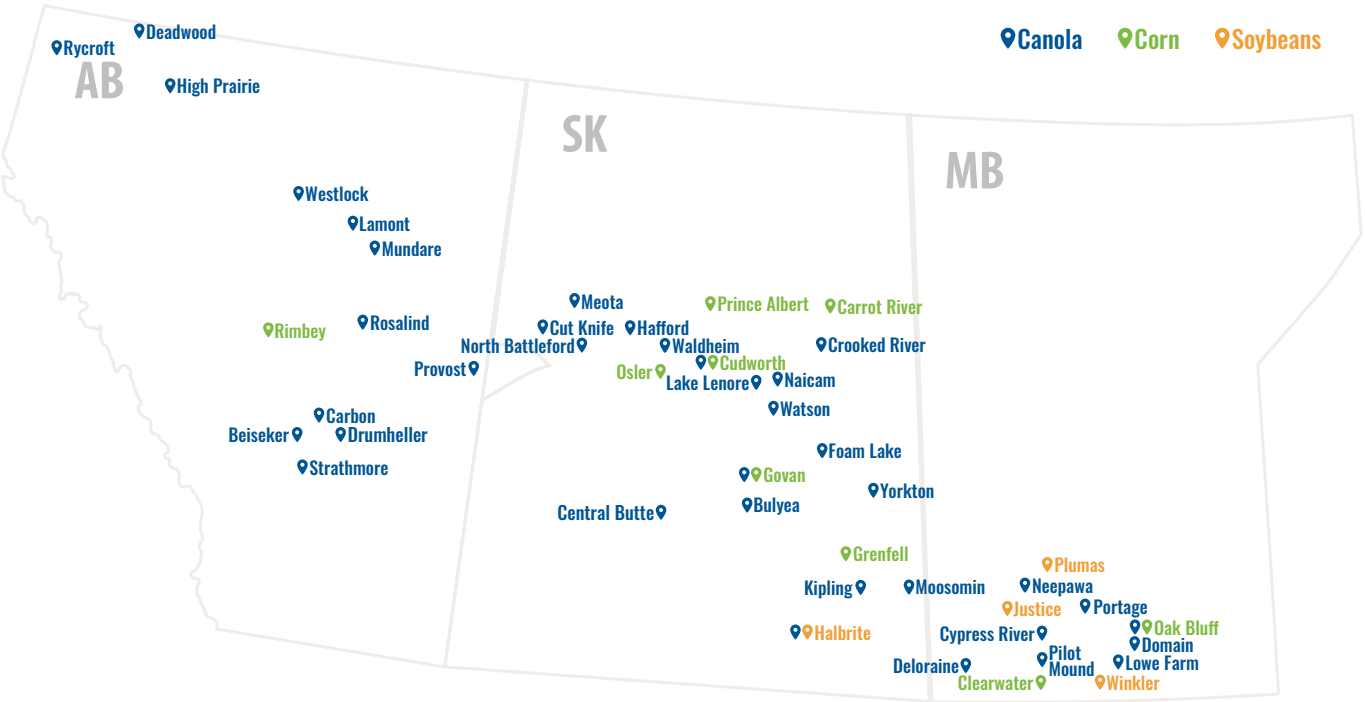 Deadwood
Canola
Corn
Soybeans
Rycroft
AB
High Prairie
SK
MB
Westlock
Lamont
Mundare
Meota
Prince Albert
Carrot River
Rimbey
Rosalind
Cut Knife
Hafford
North Battleford
Waldheim
Crooked River
Provost
Osler
Cudworth
Lake Lenore
Naicam
Carbon
Watson
Beiseker
Drumheller
Foam Lake
Strathmore
Govan
Yorkton
Central Butte
Bulyea
Grenfell
Plumas
Kipling
Moosomin
Neepawa
Justice
Portage
Halbrite
Cypress River
Oak Bluff
Domain
Deloraine
Pilot
Mound
Lowe Farm
Clearwater
Winkler